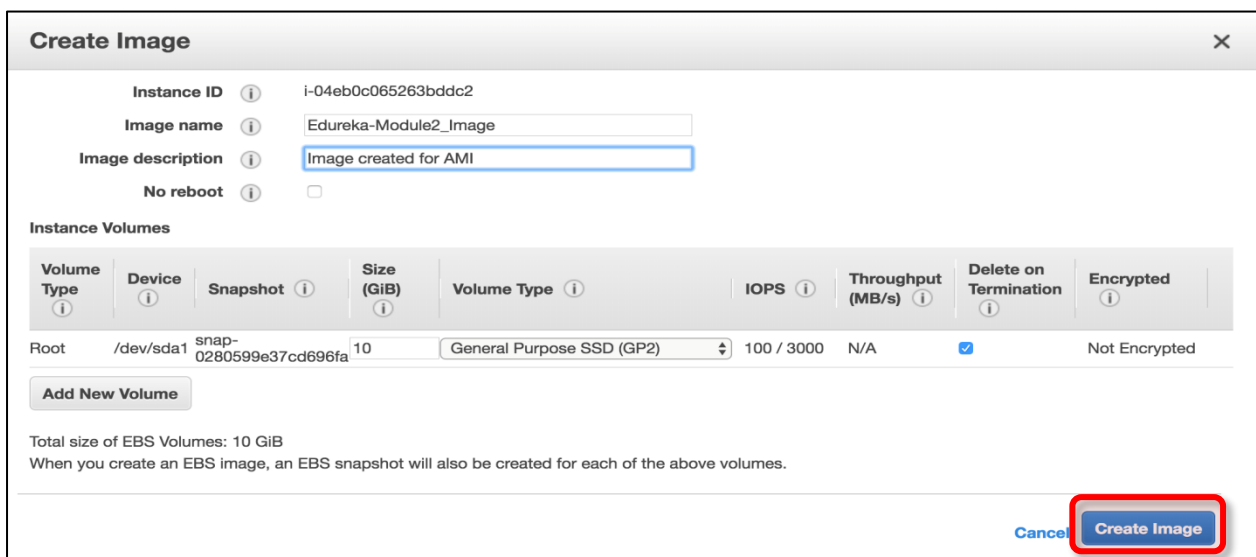 Create Image
Instance ID i-04eb0c065263bddc2
Image name Edureka-Module2_Image
Image description Image created for AMI
No reboot
Instance Volumes
Volume Type Device Snapshot Size (GiB) Volume Type IOPS Throughput (MB/s) Delete on Termination Encrypted
Root /dev/sda1 snap-0280599e37cd696fa 10 General Purpose SSD (GP2) 100 / 3000 N/A Not Encrypted
Add New Volume
Total size of EBS Volumes: 10 GiB
When you create an EBS image, an EBS snapshot will also be created for each of the above volumes.
Cancel Create Image